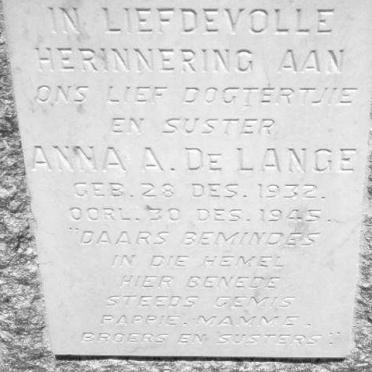 IN LIEFDEVOLLE
HERINNERING AAN
ONS LIEF DOGTERTJIE
EN SUSTER
ANNA A. DE LANGE
GEB. 28 DES. 1932.
OORL. 30 DES. 1945.
"DAARS BEMINDES
IN DIE HEMEL
HIER BENEDE
STEEDS GEMIS
PAPPIE. MAMME.
BROERS EN SUSTERS."